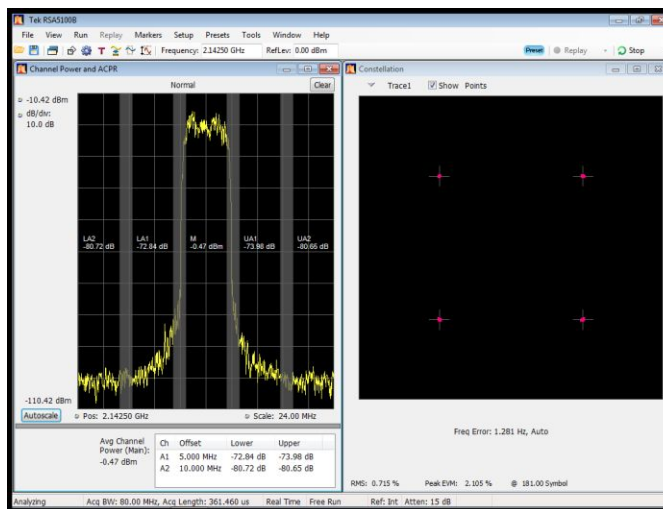 Tek RSA5100B
File View Run Replay Markers Setup Presets Tools Window Help
Frequency: 2.14250 GHz RefLev: 0.00 dBm Preset Replay Stop
Channel Power and ACPR
Normal Clear
-10.42 dBm
dB/div:
10.0 dB
LA2 LA1 M UA1 UA2
-80.72 dB -72.84 dB -0.47 dBm -73.98 dB -80.65 dB
-110.42 dBm
Autoscale Pos: 2.14250 GHz Scale: 24.00 MHz
Avg Channel
Power (Main):
-0.47 dBm
Ch Offset Lower Upper
A1 5.000 MHz -72.84 dB -73.98 dB
A2 10.000 MHz -80.72 dB -80.65 dB
Constellation
Trace1 Show Points
Freq Error: 1.281 Hz, Auto
RMS: 0.715 % Peak EVM: 2.105 % @ 181.00 Symbol
Analyzing Acq BW: 80.00 MHz, Acq Length: 361.460 us Real Time Free Run Ref: Int Atten: 15 dB